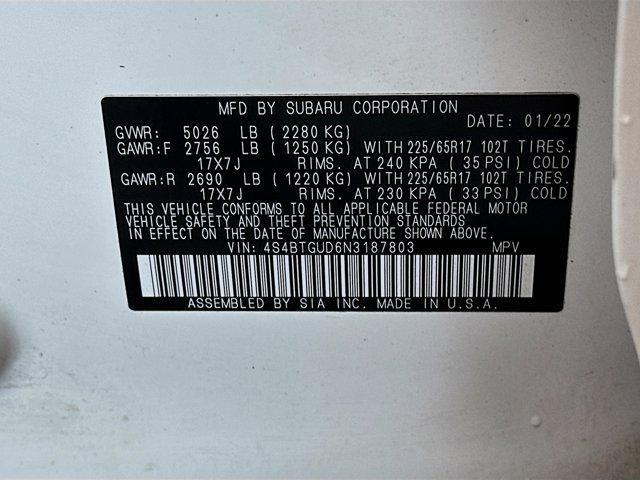 MFD BY SUBARU CORPORATION
DATE: 01/22
GVWR: 5026 LB ( 2280 KG)
GAWR:F 2756 LB ( 1250 KG) WITH 225/65R17 102T TIRES.
17X7J RIMS. AT 240 KPA ( 35 PSI) COLD
GAWR:R 2690 LB ( 1220 KG) WITH 225/65R17 102T TIRES.
17X7J RIMS. AT 230 KPA ( 33 PSI) COLD
THIS VEHICLE CONFORMS TO ALL APPLICABLE FEDERAL MOTOR
VEHICLE SAFETY AND THEFT PREVENTION STANDARDS
IN EFFECT ON THE DATE OF MANUFACTURE SHOWN ABOVE.
VIN: 4S4BTGUD6N3187803 MPV
ASSEMBLED BY SIA INC. MADE IN U.S.A.